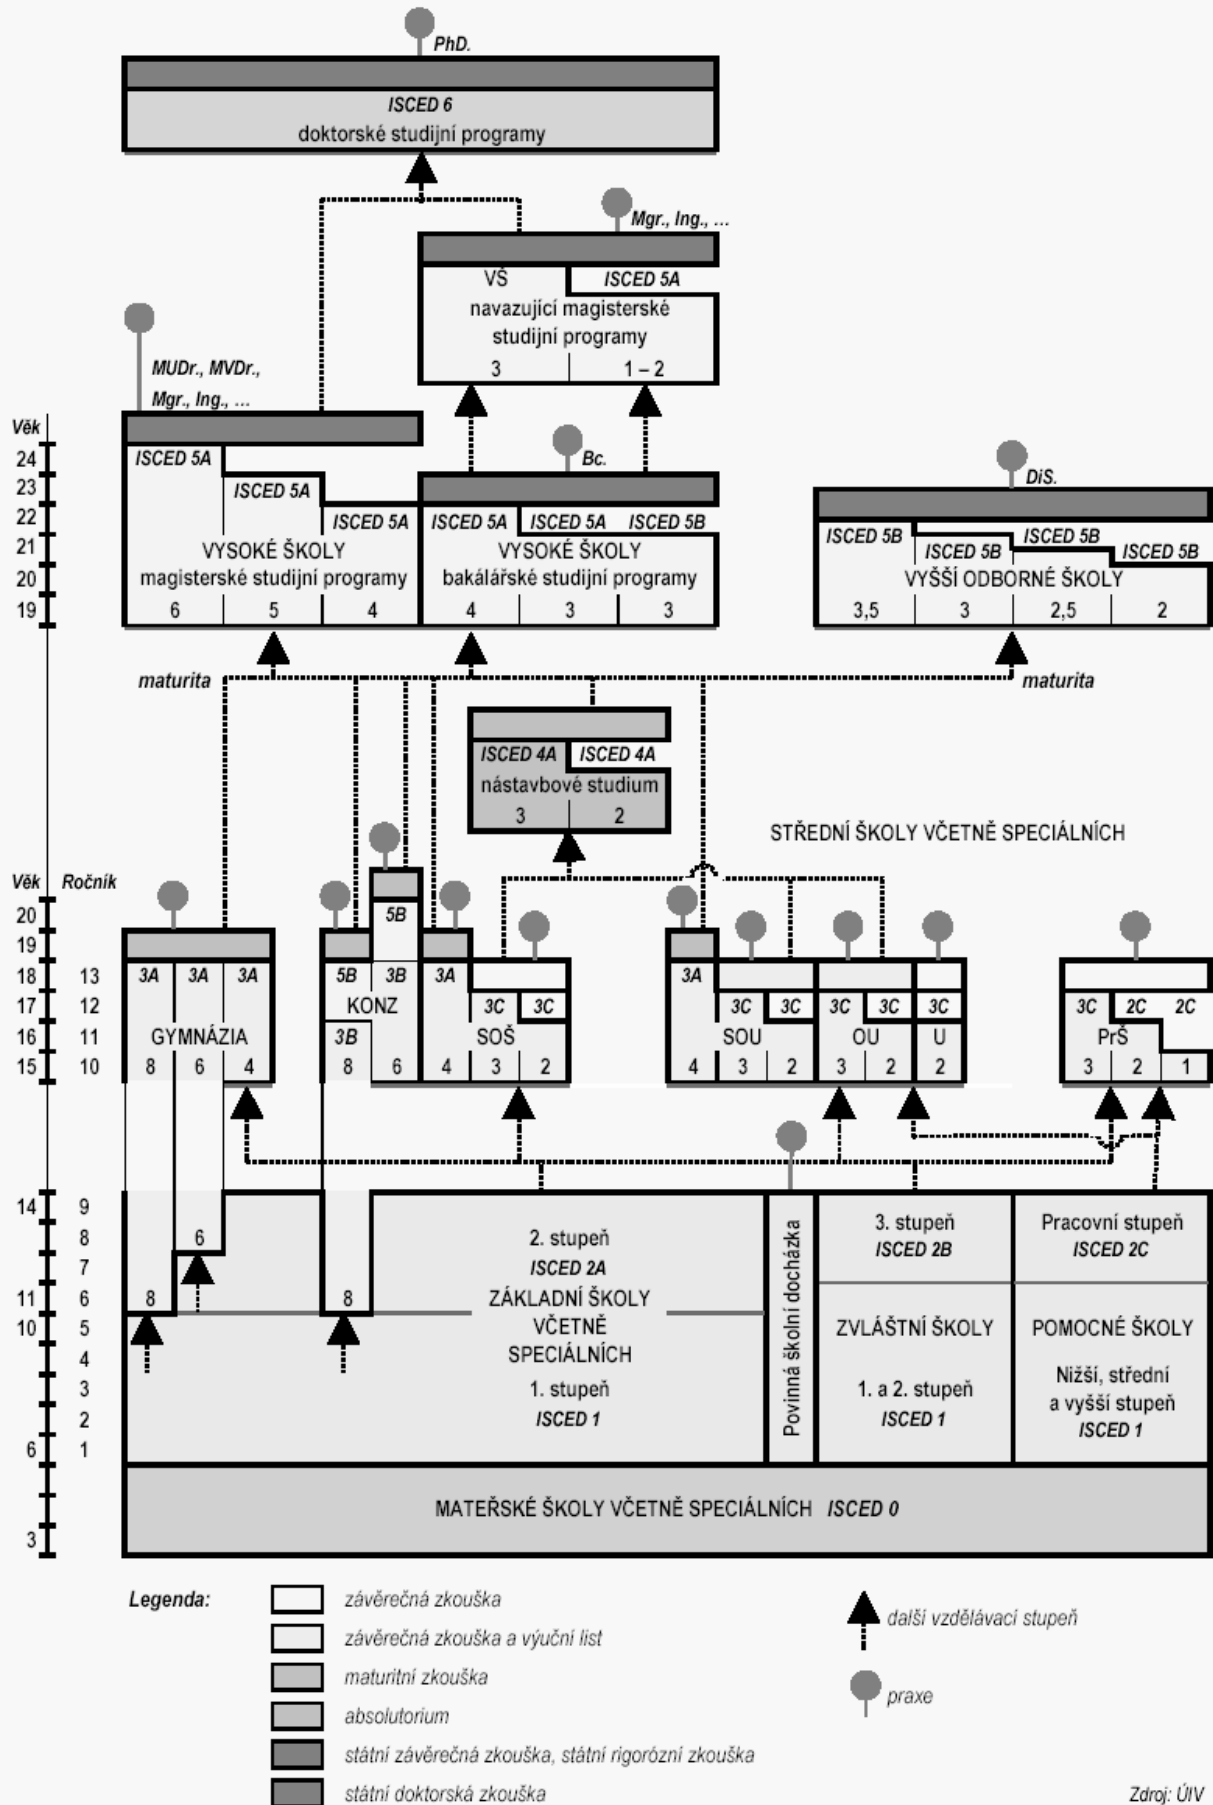 PhD.
ISCED 6
doktorské studijní programy
Mgr., Ing., ...
VŠ ISCED 5A
navazující magisterské
studijní programy
3 1 – 2
MUDr., MVDr.,
Mgr., Ing., ...
Věk
24 ISCED 5A Bc. DiS.
23 ISCED 5A
22 ISCED 5A ISCED 5A ISCED 5A ISCED 5B ISCED 5B ISCED 5B
21 VYSOKÉ ŠKOLY VYSOKÉ ŠKOLY ISCED 5B ISCED 5B
20 magisterské studijní programy bakálářské studijní programy VYŠŠÍ ODBORNÉ ŠKOLY
19 6 5 4 4 3 3 3,5 3 2,5 2
maturita maturita
ISCED 4A ISCED 4A
nástavbové studium
3 2
STŘEDNÍ ŠKOLY VČETNĚ SPECIÁLNÍCH
Věk Ročník
20 5B
19
18 13 3A 3A 3A 5B 3B 3A 3A
17 12 KONZ 3C 3C 3C 3C 3C 3C 3C 3C 2C 2C
16 11 GYMNÁZIA 3B SOŠ SOU OU U PrŠ
15 10 8 6 4 8 6 4 3 2 4 3 2 3 2 2 3 2 1
14 9
8 6 2. stupeň 3. stupeň Pracovní stupeň
7 ISCED 2A ISCED 2B ISCED 2C
11 6 8 8 ZÁKLADNÍ ŠKOLY
10 5 VČETNĚ ZVLÁŠTNÍ ŠKOLY POMOCNÉ ŠKOLY
4 SPECIÁLNÍCH
3 1. stupeň 1. a 2. stupeň Nižší, střední
2 ISCED 1 ISCED 1 a vyšší stupeň
6 1 ISCED 1
Povinná školní docházka
MATEŘSKÉ ŠKOLY VČETNĚ SPECIÁLNÍCH ISCED 0
3
Legenda:
závěrečná zkouška
závěrečná zkouška a výuční list
maturitní zkouška
absolutorium
státní závěrečná zkouška, státní rigorózní zkouška
státní doktorská zkouška
další vzdělávací stupeň
praxe
Zdroj: ÚIV